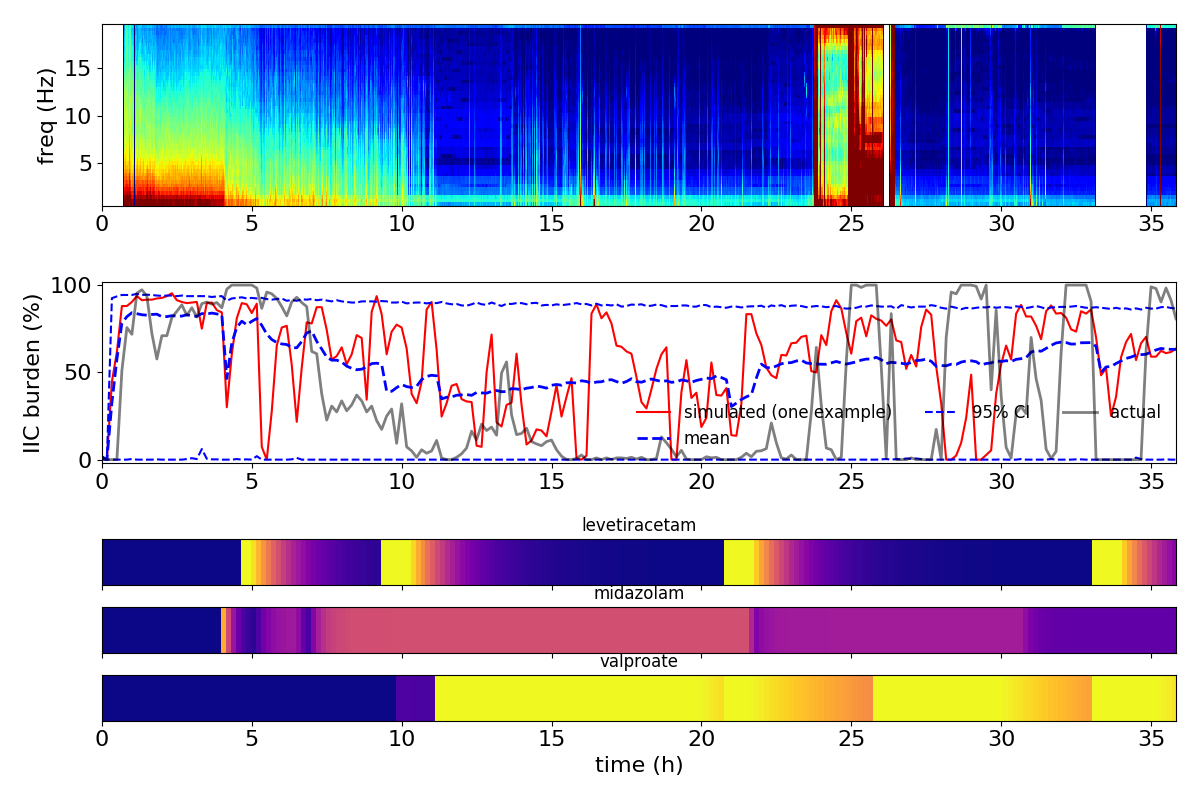 freq (Hz)
15
10
5
0 5 10 15 20 25 30 35
IIC burden (%)
100
50
0
simulated (one example)
mean
95% CI
actual
0 5 10 15 20 25 30 35
levetiracetam
midazolam
valproate
0 5 10 15 20 25 30 35
time (h)